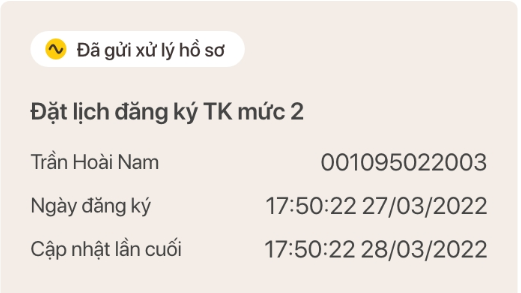 Đã gửi xử lý hồ sơ
Đặt lịch đăng ký TK mức 2
Trần Hoài Nam 001095022003
Ngày đăng ký 17:50:22 27/03/2022
Cập nhật lần cuối 17:50:22 28/03/2022